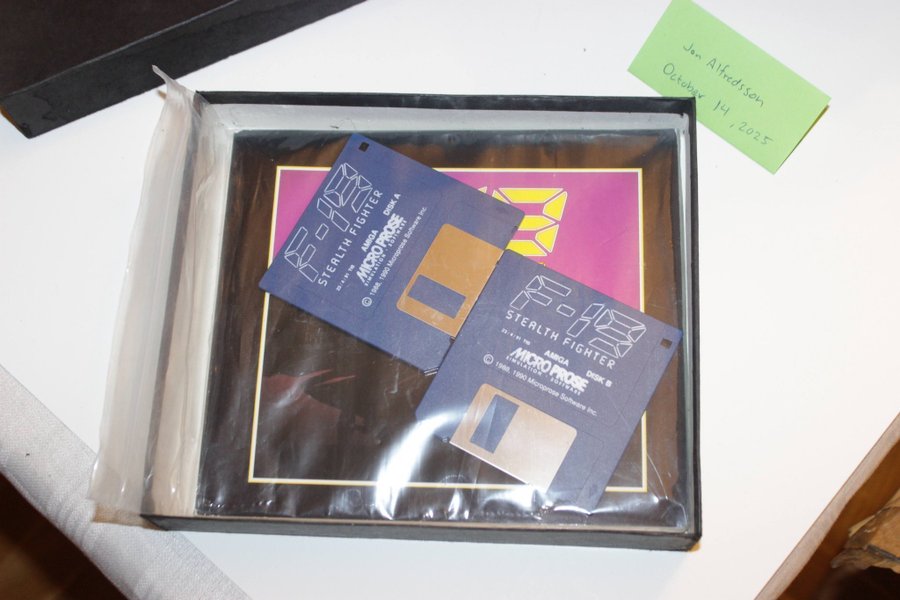 Jon Alfredsson
October 14, 2025
F-19
STEALTH FIGHTER
AMIGA DISK A
MICRO PROSE
SIMULATION • SOFTWARE
© 1988, 1990 Microprose Software Inc.
F-19
STEALTH FIGHTER
AMIGA DISK B
MICRO PROSE
SIMULATION • SOFTWARE
© 1988, 1990 Microprose Software Inc.